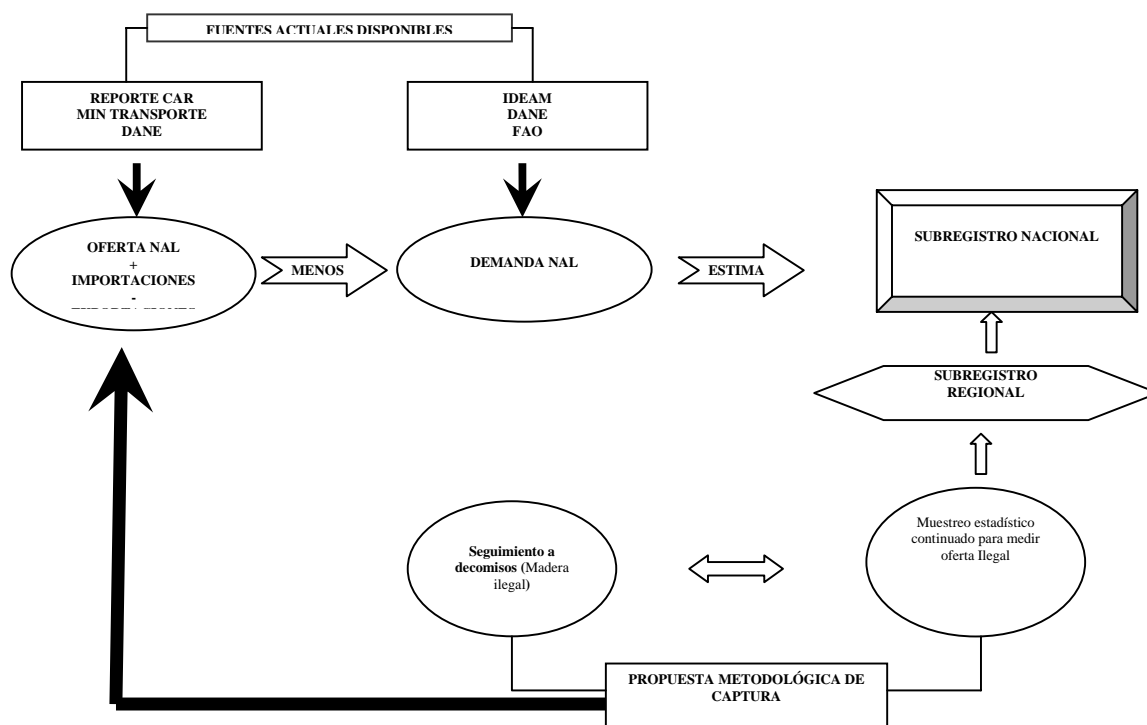 FUENTES ACTUALES DISPONIBLES
REPORTE CAR
MIN TRANSPORTE
DANE
IDEAM
DANE
FAO
OFERTA NAL
+
IMPORTACIONES
-
MENOS
DEMANDA NAL
ESTIMA
SUBREGISTRO NACIONAL
SUBREGISTRO
REGIONAL
Seguimiento a
decomisos (Madera
ilegal)
Muestreo estadístico
continuado para medir
oferta Ilegal
PROPUESTA METODOLÓGICA DE
CAPTURA